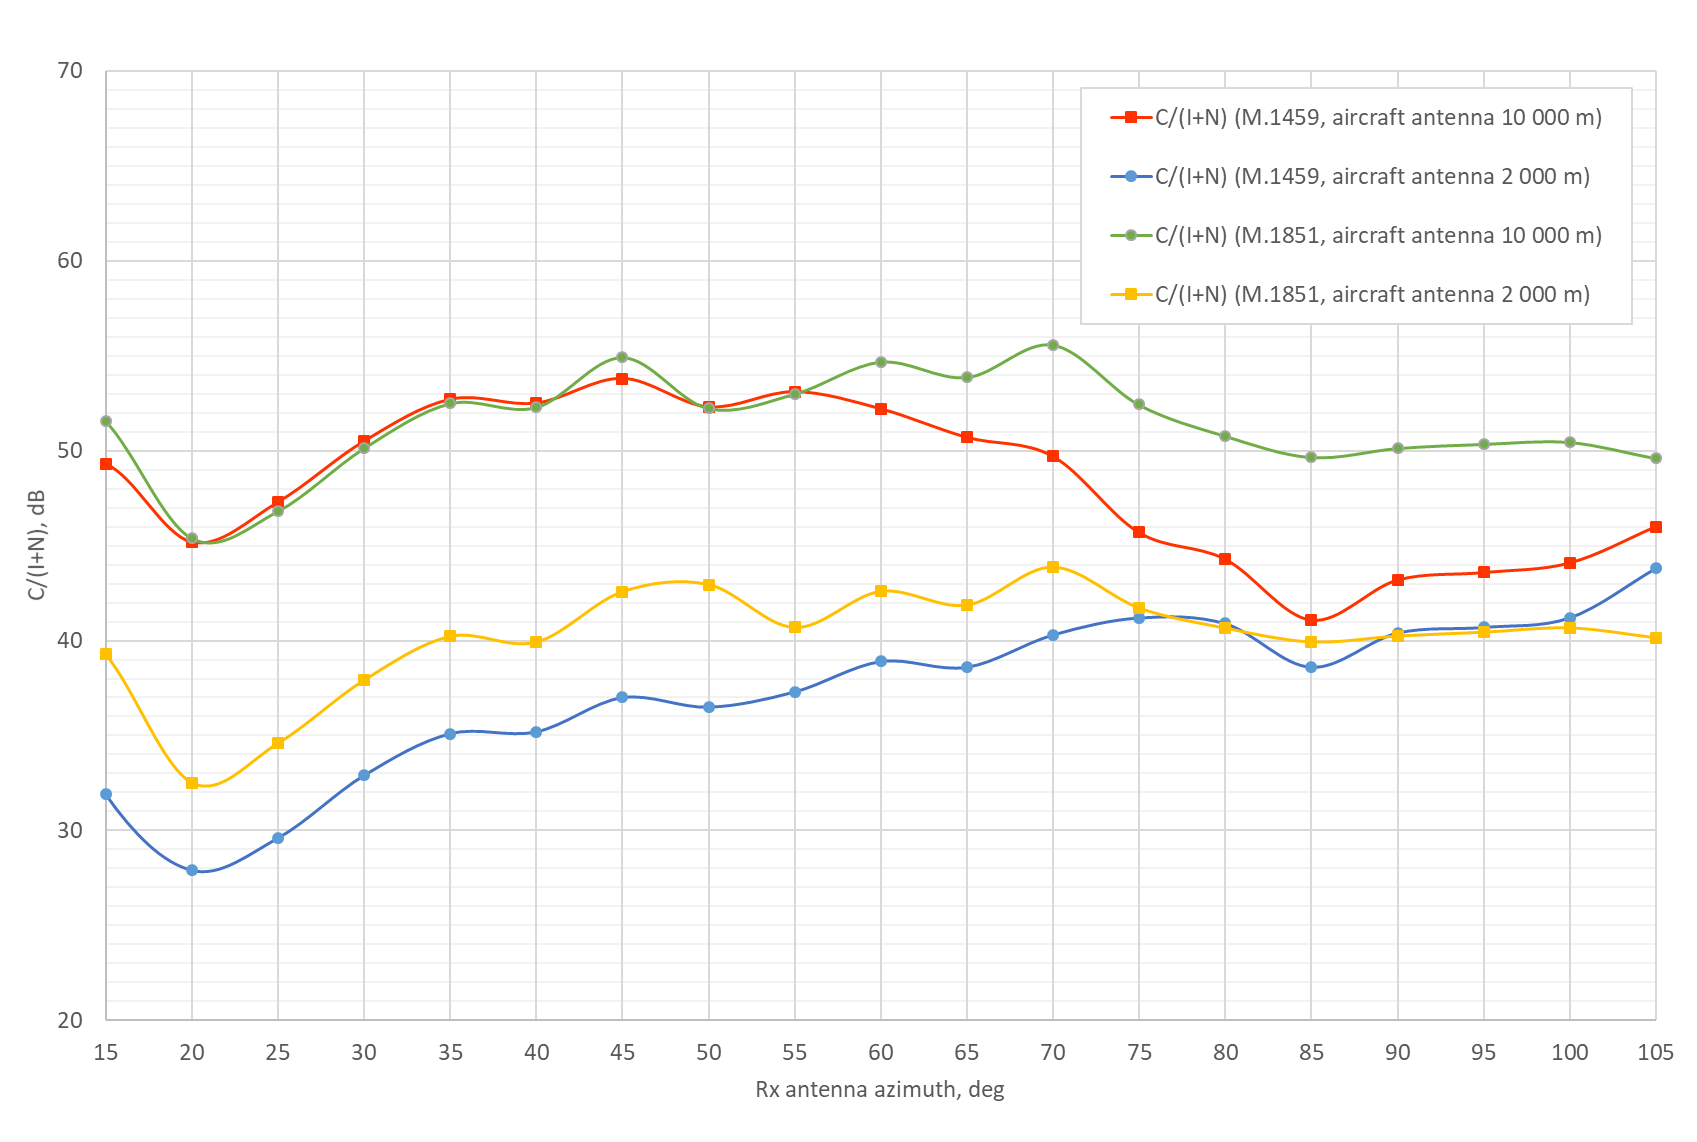 70
60
50
40
30
20
C/(I+N), dB
C/(I+N) (M.1459, aircraft antenna 10 000 m)
C/(I+N) (M.1459, aircraft antenna 2 000 m)
C/(I+N) (M.1851, aircraft antenna 10 000 m)
C/(I+N) (M.1851, aircraft antenna 2 000 m)
15 20 25 30 35 40 45 50 55 60 65 70 75 80 85 90 95 100 105
Rx antenna azimuth, deg